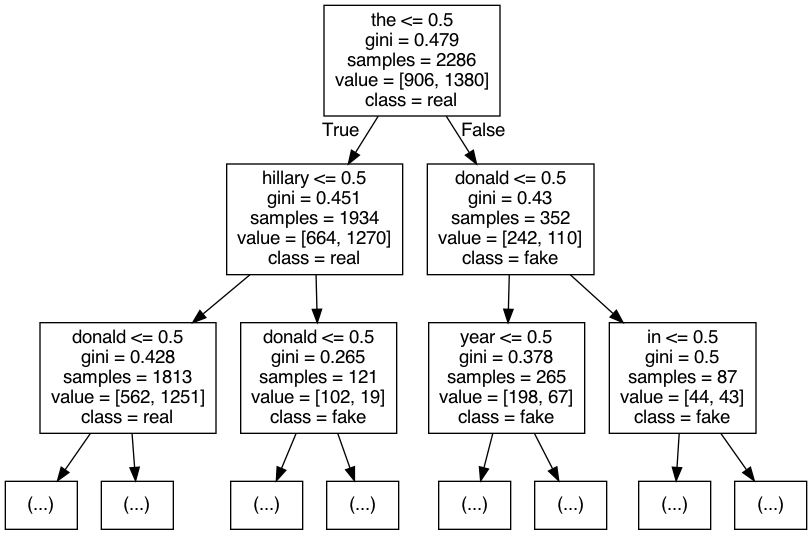 the <= 0.5
gini = 0.479
samples = 2286
value = [906, 1380]
class = real
True
False
hillary <= 0.5
gini = 0.451
samples = 1934
value = [664, 1270]
class = real
donald <= 0.5
gini = 0.43
samples = 352
value = [242, 110]
class = fake
donald <= 0.5
gini = 0.428
samples = 1813
value = [562, 1251]
class = real
donald <= 0.5
gini = 0.265
samples = 121
value = [102, 19]
class = fake
year <= 0.5
gini = 0.378
samples = 265
value = [198, 67]
class = fake
in <= 0.5
gini = 0.5
samples = 87
value = [44, 43]
class = fake
(...)
(...)
(...)
(...)
(...)
(...)
(...)
(...)